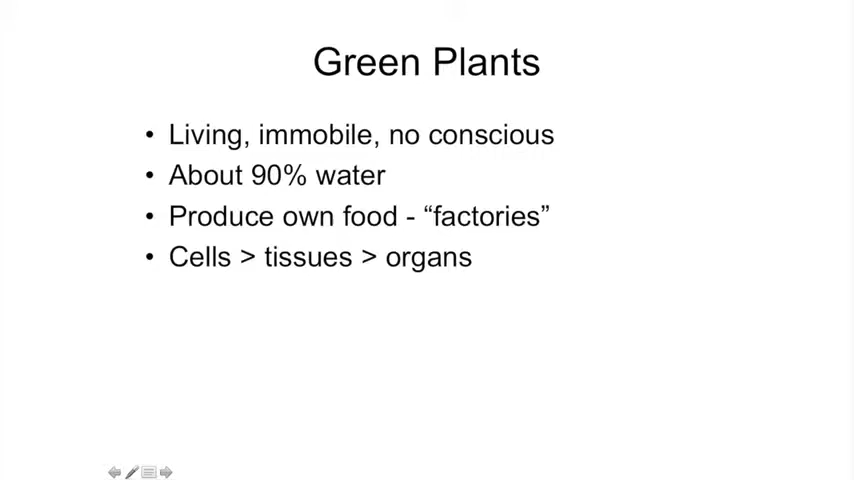 Green Plants
• Living, immobile, no conscious
• About 90% water
• Produce own food - “factories”
• Cells > tissues > organs